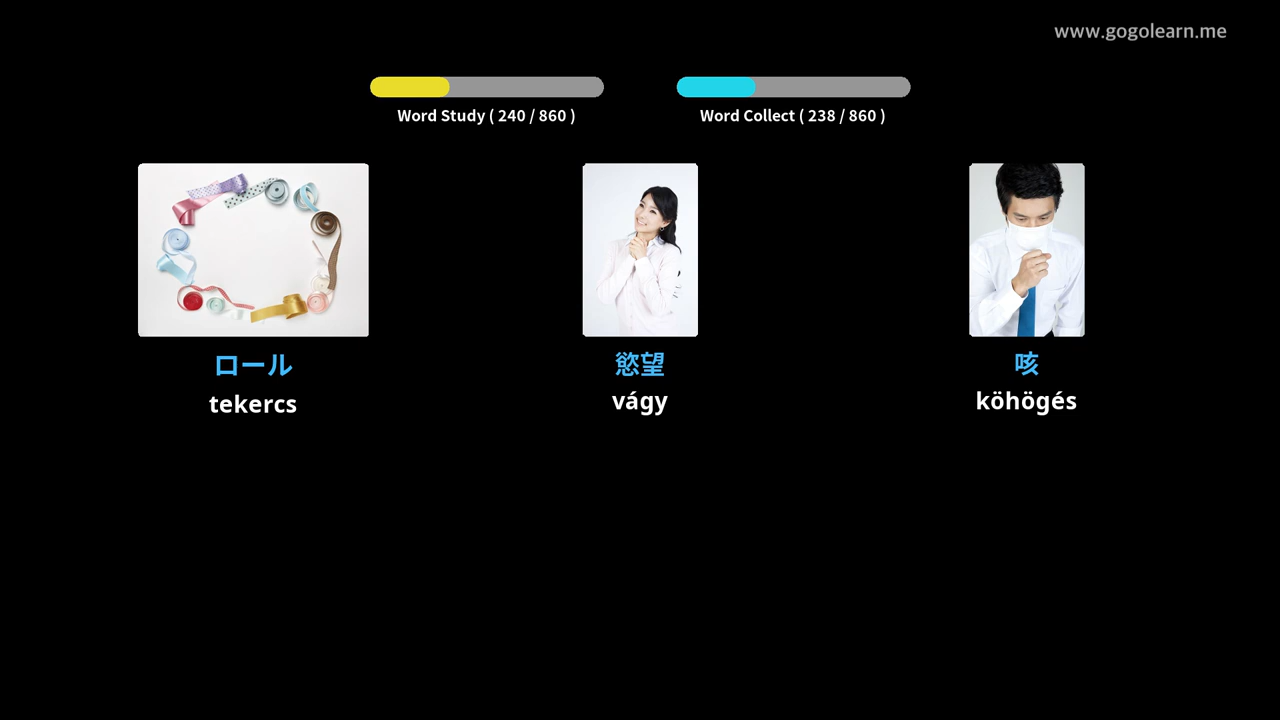 www.gogolearn.me
Word Study ( 240 / 860 )
Word Collect ( 238 / 860 )
ロール
tekercs
慾望
vágy
咳
köhögés